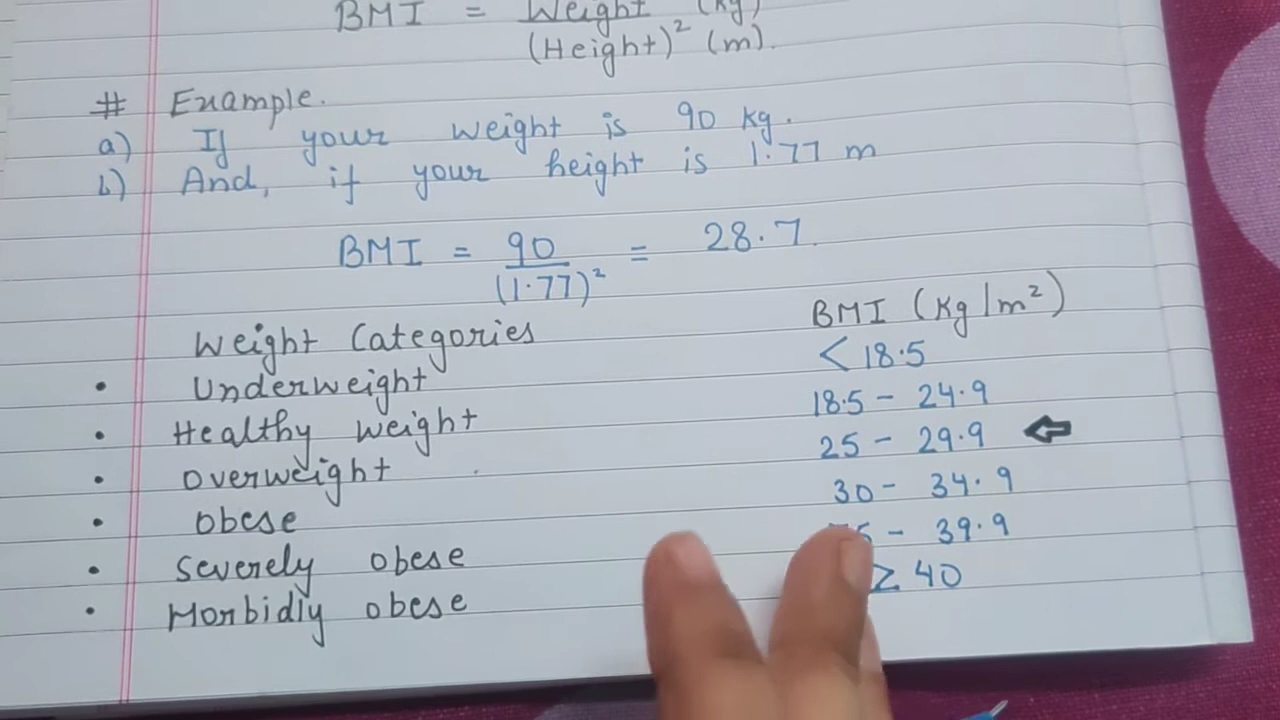 BMI = Weight (Kg)
(Height)² (m).
# Example.
a) If your weight is 90 kg.
b) And, if your height is 1.77 m
BMI = 90 / (1.77)² = 28.7
Weight Categories BMI (Kg/m²)
• Underweight < 18.5
• Healthy weight 18.5 - 24.9
• Overweight 25 - 29.9 ⇦
• Obese 30 - 34.9
• Severely obese - 39.9
• Morbidly obese ≥ 40